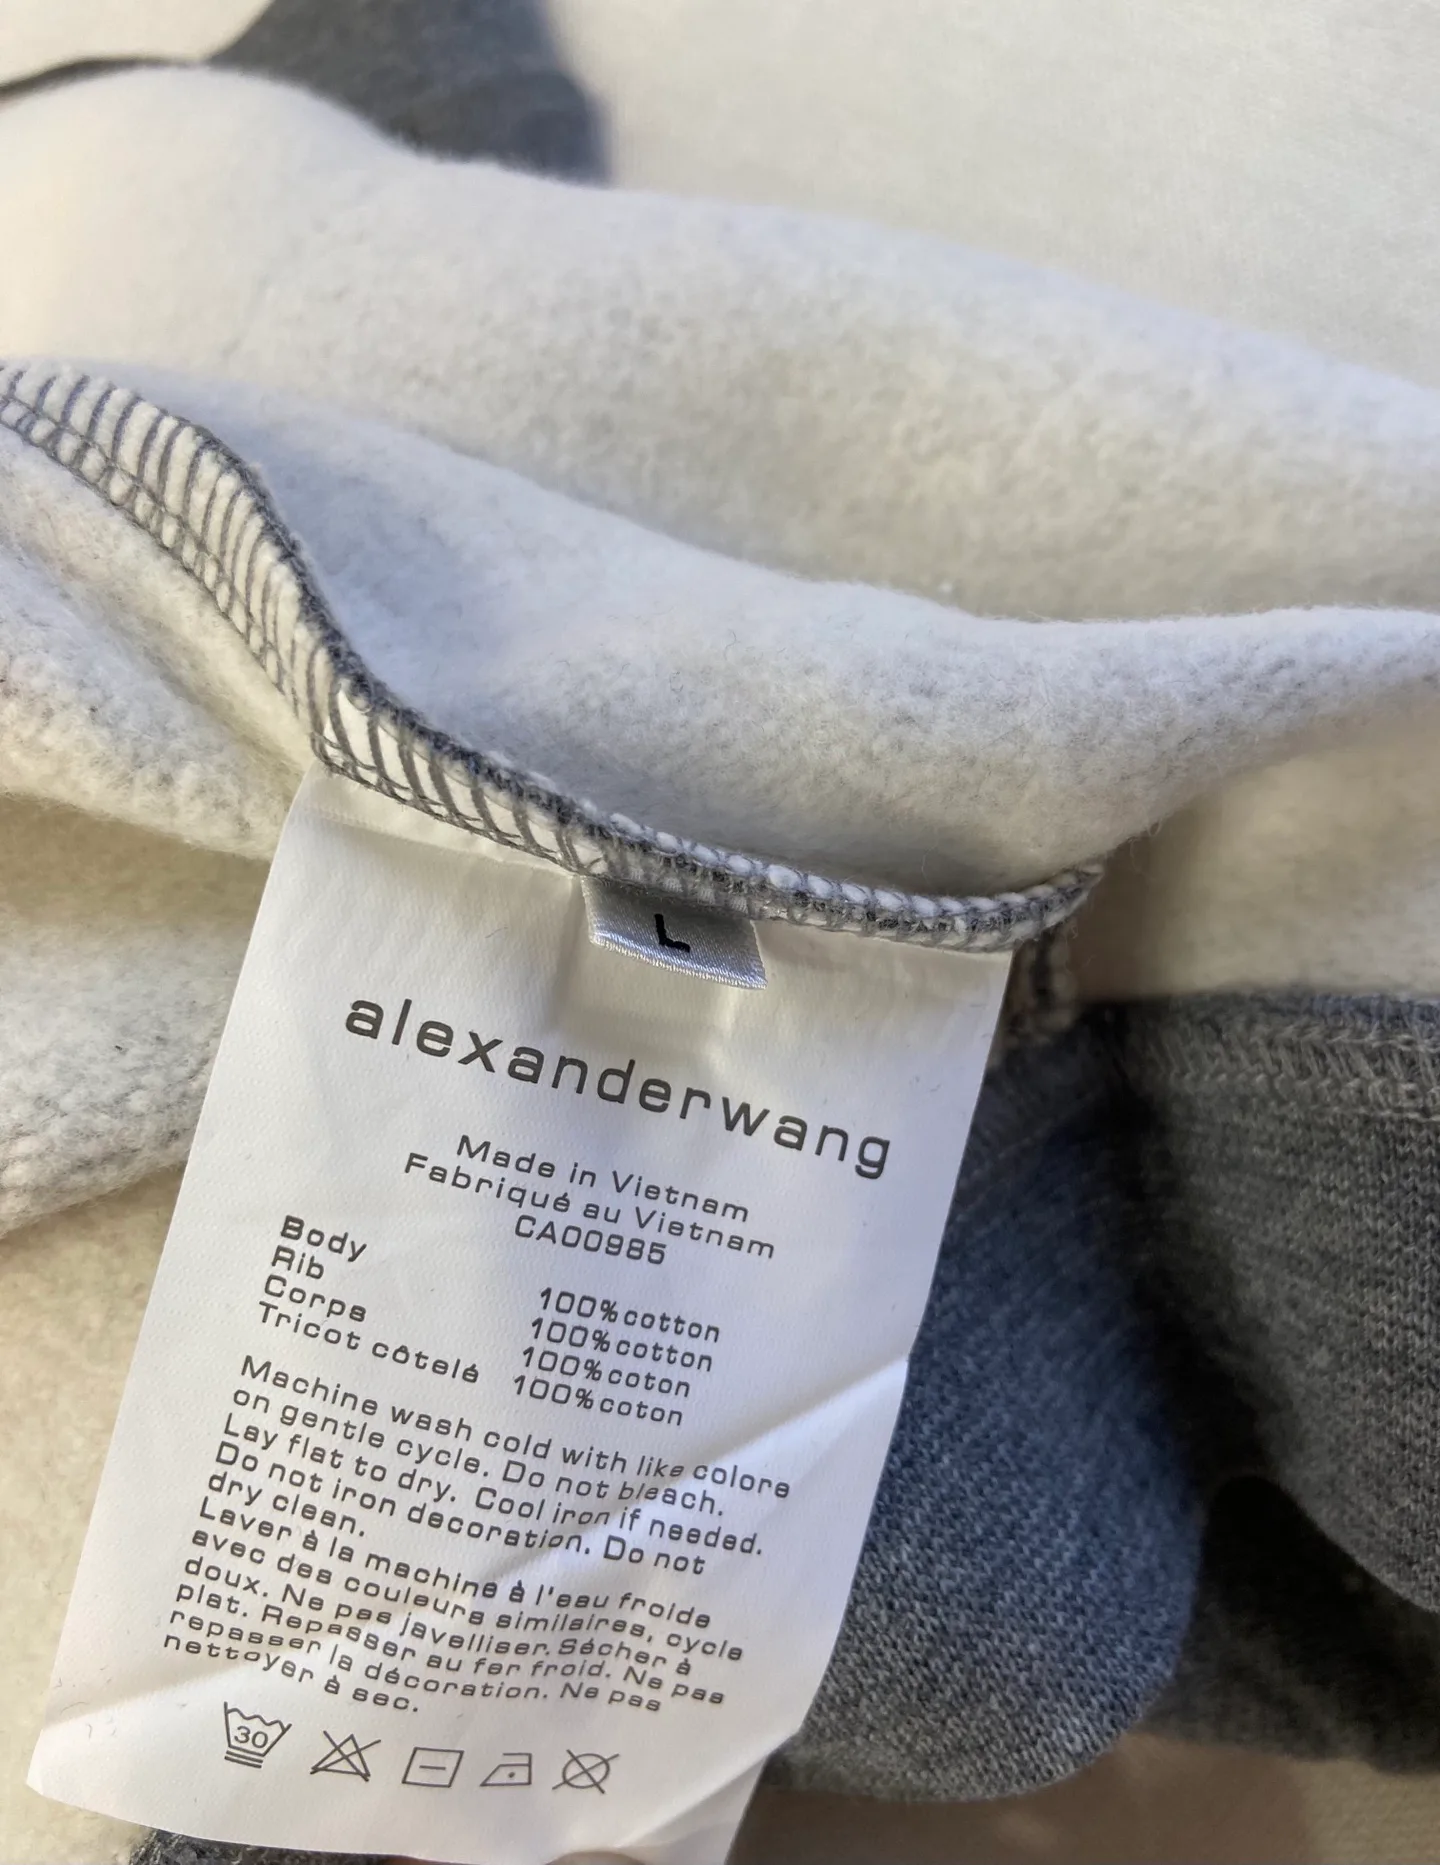 L
alexanderwang
Made in Vietnam
Fabriqué au Vietnam
CA00985
Body 100%cotton
Rib 100%cotton
Corps 100%coton
Tricot côtelé 100%coton
Machine wash cold with like colors
on gentle cycle. Do not bleach.
Lay flat to dry. Cool iron if needed.
Do not iron decoration. Do not
dry clean.
Laver à la machine à l'eau froide
avec des couleurs similaires, cycle
doux. Ne pas javelliser. Sécher à
plat. Repasser au fer froid. Ne pas
repasser la décoration. Ne pas
nettoyer à sec.
30